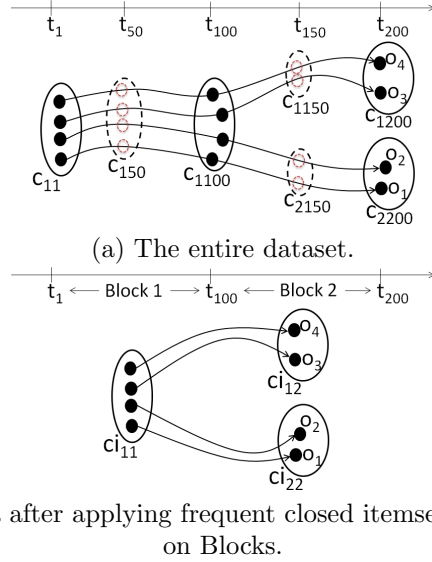 t1 t50 t100 t150 t200
o4
o3
c1150
c1200
c11
c150
c1100
o2
o1
c2150
c2200
(a) The entire dataset.
t1 Block 1 t100 Block 2 t200
o4
o3
ci12
ci11
o2
o1
ci22
after applying frequent closed
on Blocks.